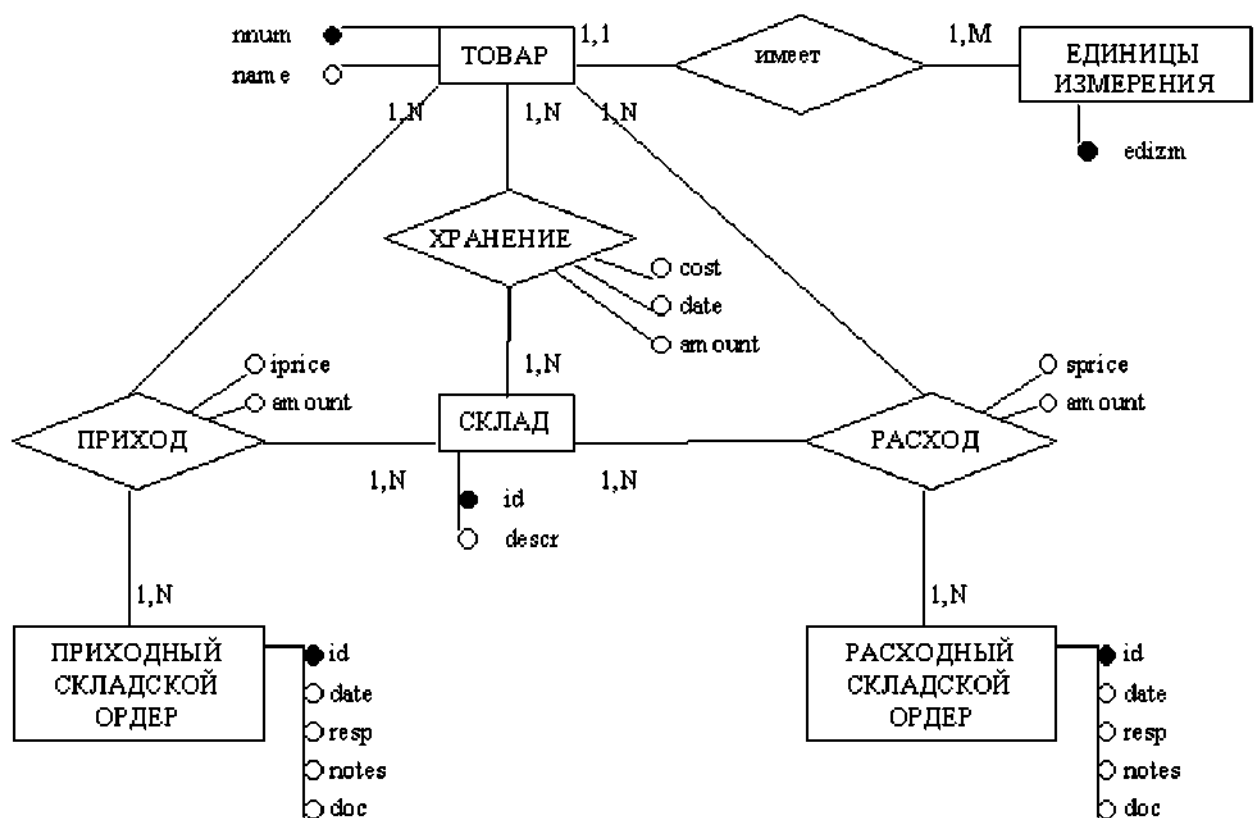 nnum
name
ТОВАР
1,1
имеет
1,M
ЕДИНИЦЫ
ИЗМЕРЕНИЯ
edizm
1,N
1,N
1,N
ХРАНЕНИЕ
cost
date
amount
iprice
amount
ПРИХОД
1,N
СКЛАД
sprice
amount
РАСХОД
1,N
1,N
id
descr
1,N
1,N
ПРИХОДНЫЙ
СКЛАДСКОЙ
ОРДЕР
id
date
resp
notes
doc
РАСХОДНЫЙ
СКЛАДСКОЙ
ОРДЕР
id
date
resp
notes
doc